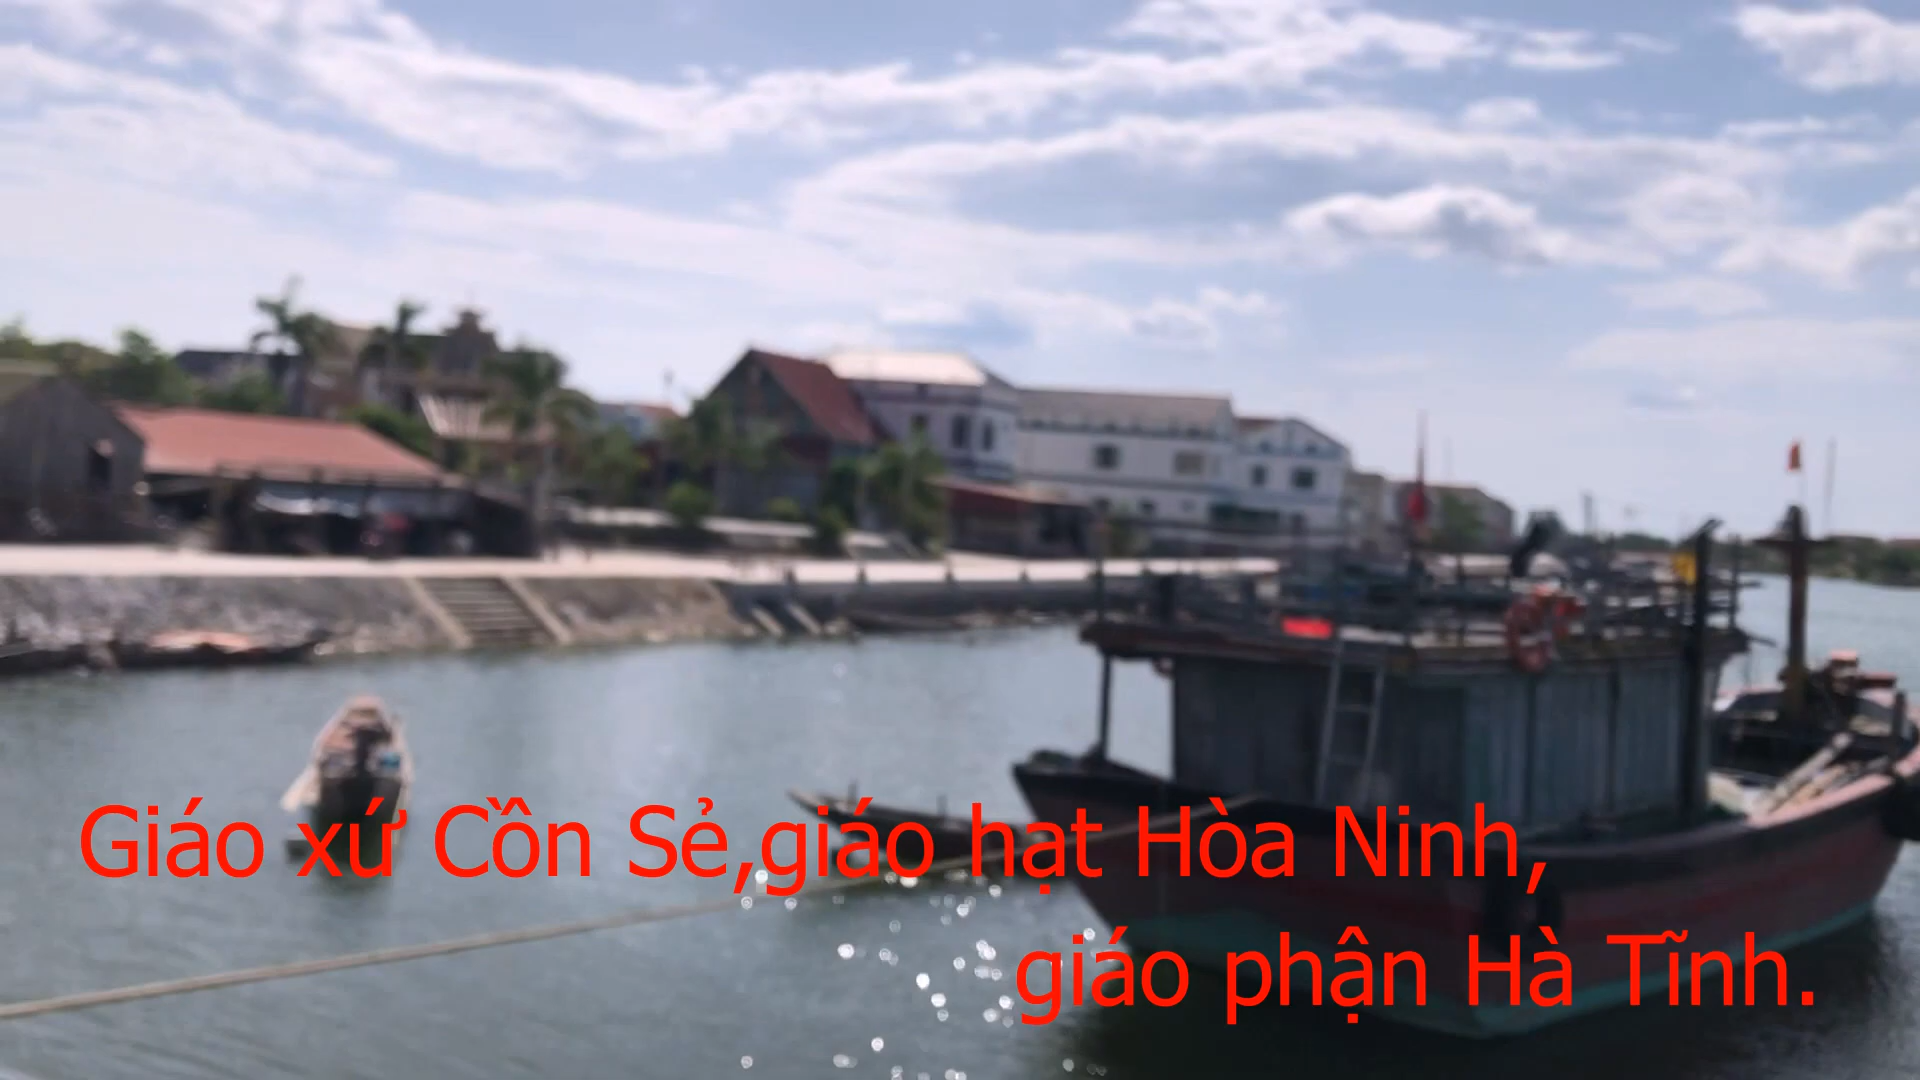 Giáo xứ Cồn Sẻ,giáo hạt Hòa Ninh,
giáo phận Hà Tĩnh.